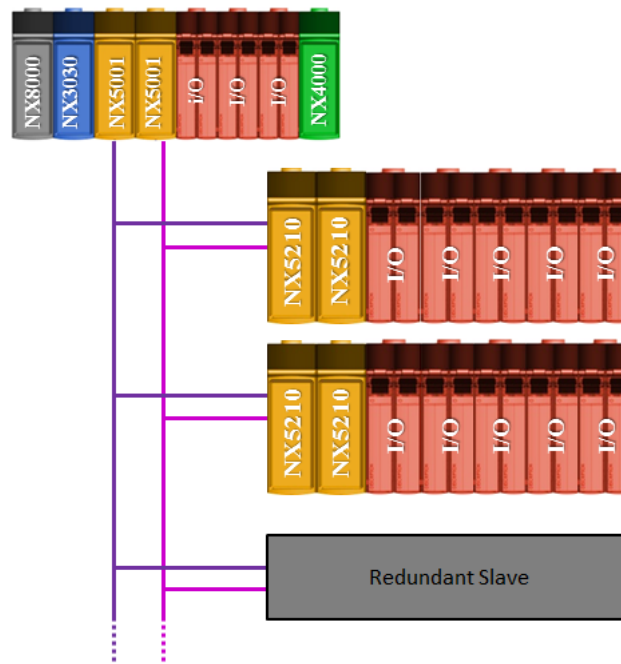 NX8000
NX3030
NX5001
NX5001
i/O
I/O
I/O
NX4000
NX5210
NX5210
I/O
I/O
I/O
I/O
I/O
NX5210
NX5210
I/O
I/O
I/O
I/O
I/O
Redundant Slave